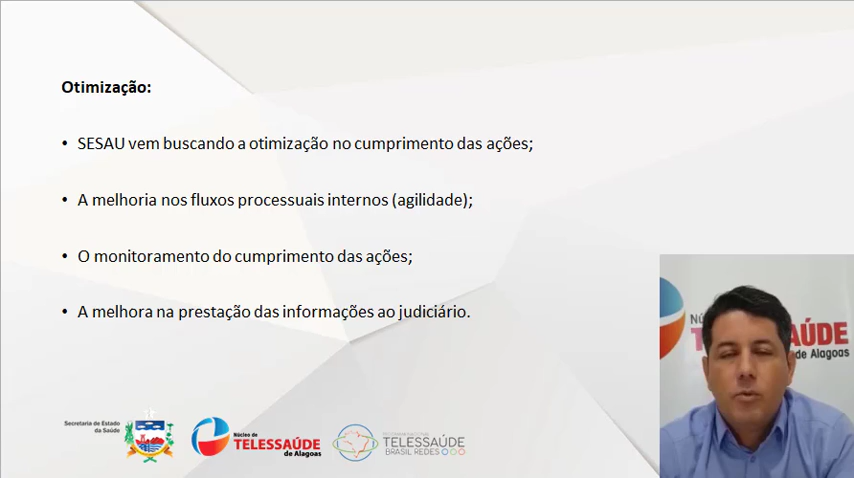 Otimização:
• SESAU vem buscando a otimização no cumprimento das ações;
• A melhoria nos fluxos processuais internos (agilidade);
• O monitoramento do cumprimento das ações;
• A melhora na prestação das informações ao judiciário.
Secretaria de Estado
da Saúde
Núcleo de
TELESSAÚDE
de Alagoas
TELESSAÚDE
BRASIL REDES
de Alagoas